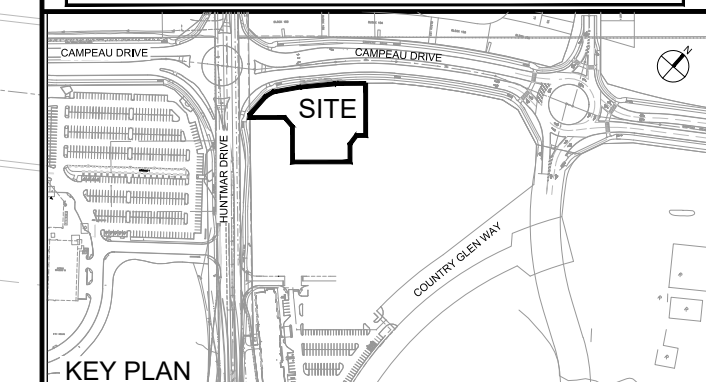 CAMPEAU DRIVE
CAMPEAU DRIVE
N
SITE
HUNTMAR DRIVE
COUNTRY GLEN WAY
KEY PLAN